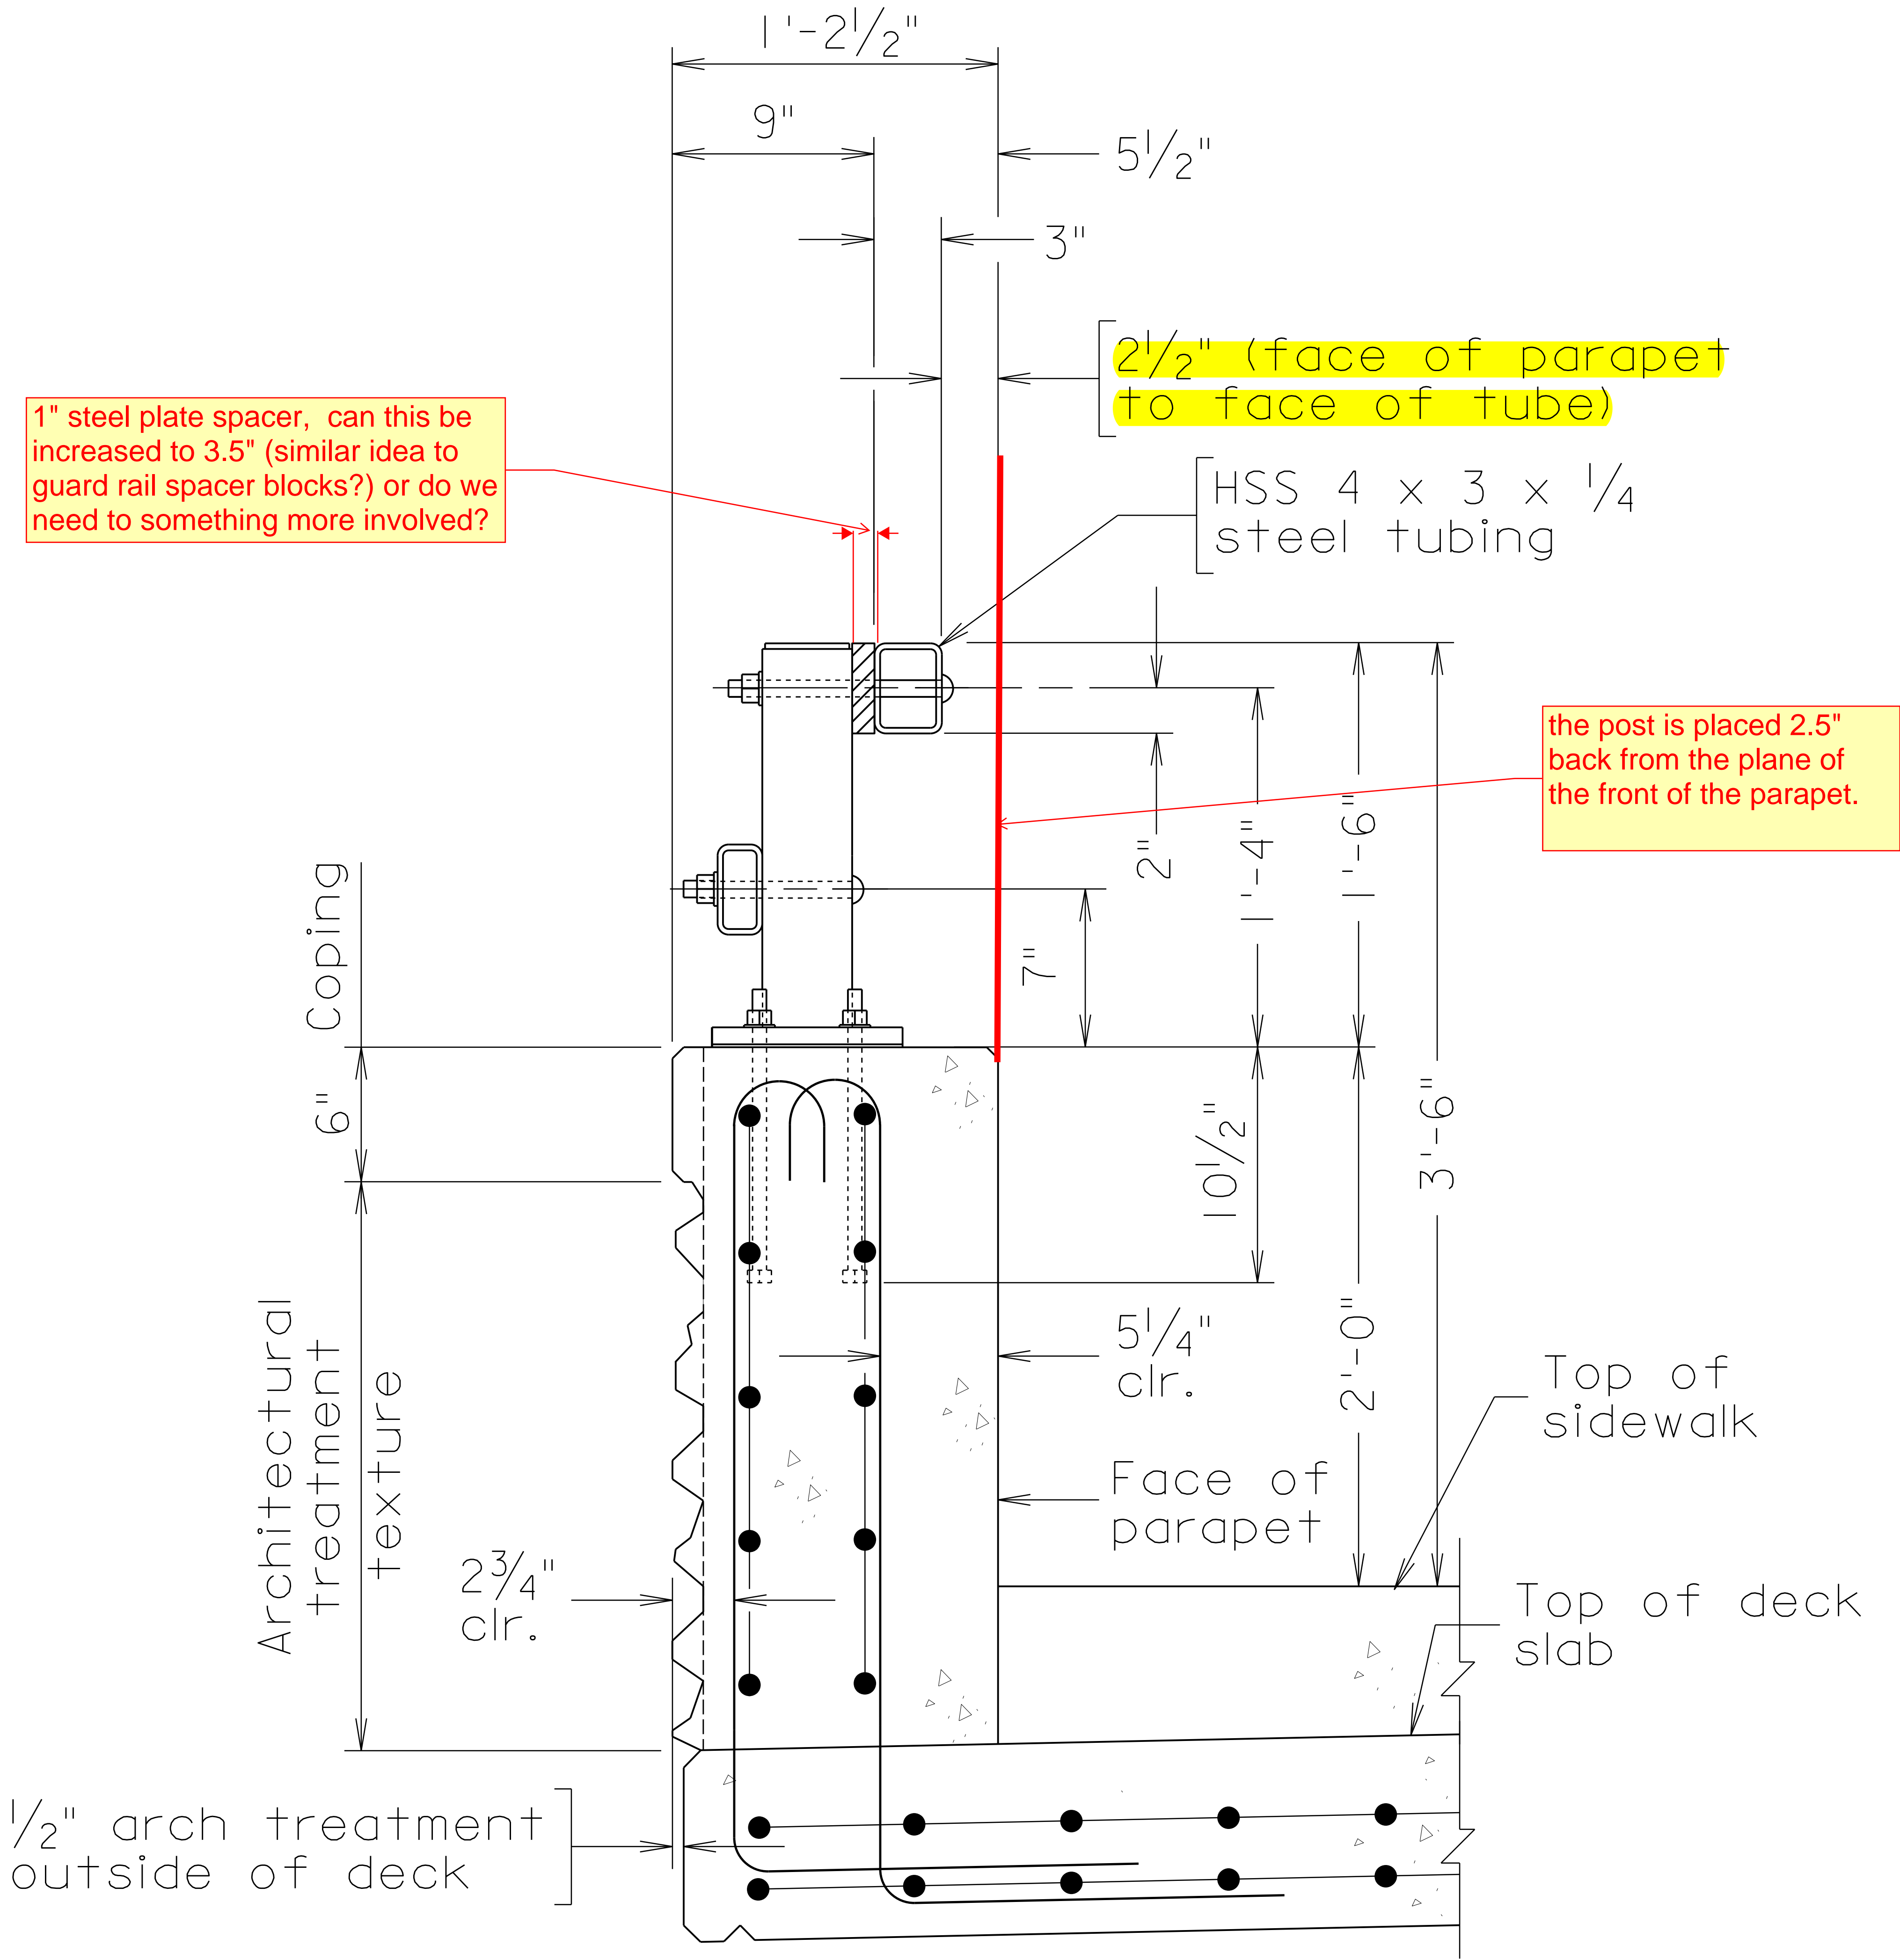 1'-2½"
9"
5½"
3"
2½" (face of parapet
to face of tube)
1" steel plate spacer, can this be
increased to 3.5" (similar idea to
guard rail spacer blocks?) or do we
need to something more involved?
HSS 4 x 3 x ¼
steel tubing
the post is placed 2.5"
back from the plane of
the front of the parapet.
2"
1'-4"
1'-6"
7"
Coping
6"
10½"
3'-6"
2'-0"
5¼"
clr.
Architectural
treatment
texture
Top of
sidewalk
Face of
parapet
2¾"
clr.
Top of deck
slab
½" arch treatment
outside of deck